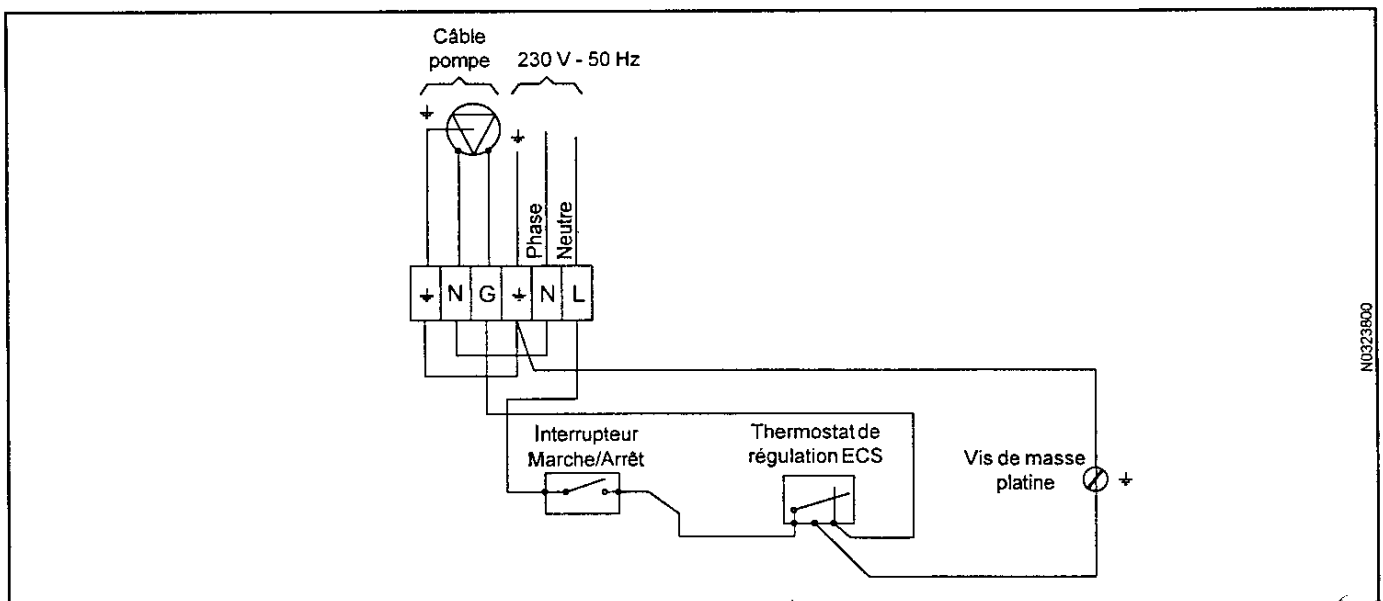 Câble
pompe
230 V - 50 Hz
Phase
Neutre
N G N L
Interrupteur
Marche/Arrêt
Thermostat de
régulation ECS
Vis de masse
platine
N0323800